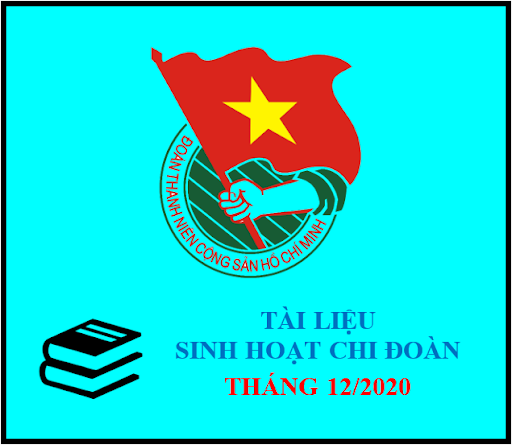 ĐOÀN THANH NIÊN CỘNG SẢN HỒ CHÍ MINH
TÀI LIỆU
SINH HOẠT CHI ĐOÀN
THÁNG 12/2020